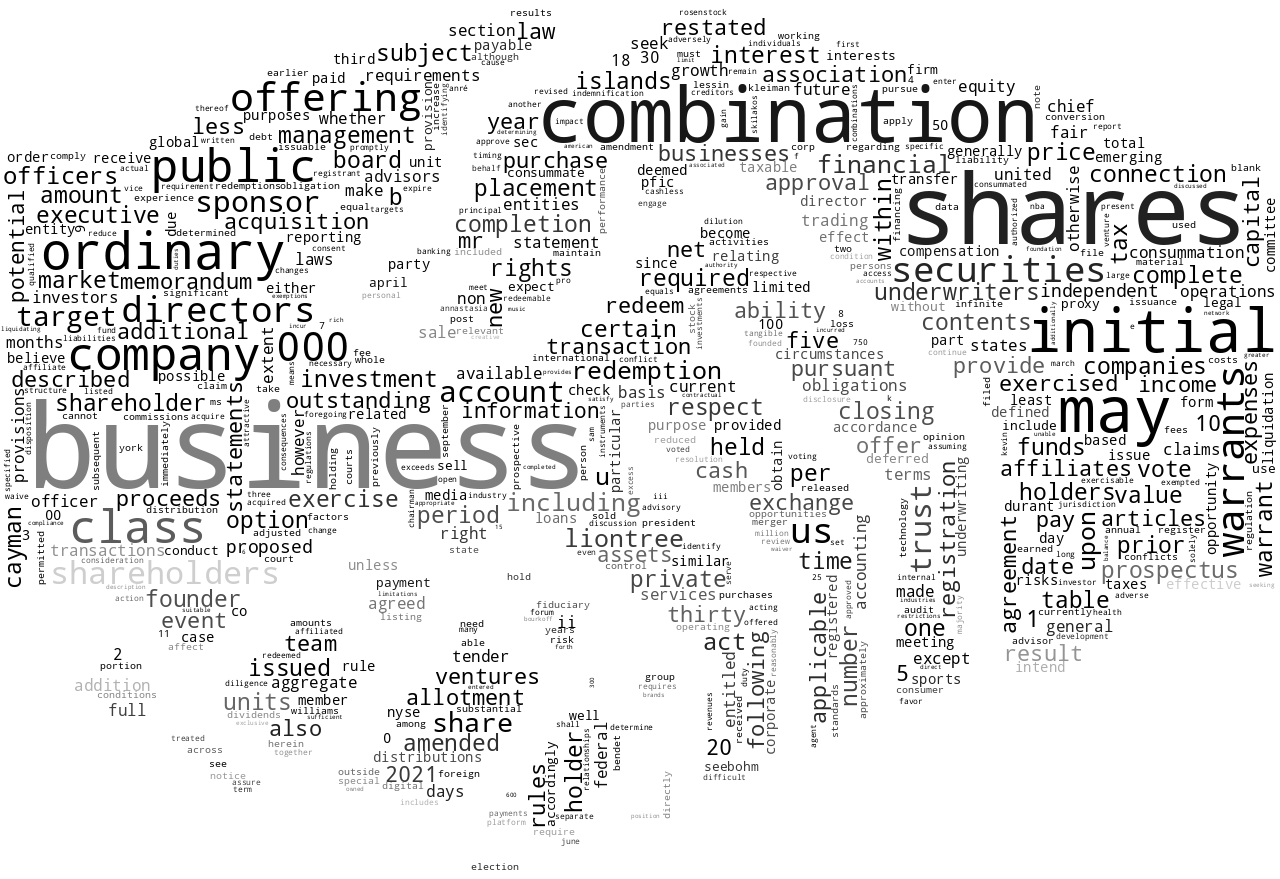 results
rosenstock
section law
restated
adversely
working
individuals
first
subject
payable
although
cause
seek
interest
interests
must
limit
third
18 30
earlier
paid
requirements
anré
islands
growth
remain
association
4
firm
offering
revised
indemnification
lessin
creditors
kleiman
future
pursue
enter
equity
note
thereof
purposes
whether
provision
increase
identifying
another
combination
chief
conversion
less
global
written
debt
issuable
promptly
management
year
determining
impact
gain
skilakos
combinations
apply
50
fair
report
order
comply
receive
public
board
unit
registrant
approve
sec
american
amendment
businesses
corp
f
regarding
specific
generally
price
total
emerging
officers
actual
advisors
timing
behalf
purchase
consummate
deemed
associated
taxable
financial
liability
connection
blank
vice
requirement
redemptions
obligation
make
b
expire
placement
pfic
cashless
approval
transfer
united
consummated
discussed
amount
experience
sponsor
equal
targets
entities
engage
director
shares
executive
due
acquisition
principal
completion
performance
dilution
trading
within
financing
data
nba
present
used
capital
committee
potential
entity
9
reduce
determined
reporting
mr
statement
become
activities
effect
authorized
otherwise
tax
venture
ordinary
consent
laws
banking
included
maintain
net
relating
two
condition
compensation
foundation
file
consummation
qualified
duties
changes
party
rights
since
authority
persons
securities
material
market
memorandum
either
exemptions
april
meet
expect
pro
required
respective
access
large
complete
investors
significant
personal
non
redeemable
equals
agreements
limited
accounts
underwriters
independent
operations
target
directors
incur
rich
annastasia
new
music
redeem
stock
investments
ability
8
without
infinite
proxy
issuance
legal
network
liquidating
fund
liabilities
additional
7
post
sale
relevant
creative
certain
tangible
founded
100
incurred
loss
750
contents
additionally
e
initial
months
company
000
extent
fee
transaction
five
part
states
believe
affiliate
necessary
whole
international
conflict
circumstances
continue
march
costs
greater
described
possible
take
means
available
provides
redemption
pursuant
provide
companies
structure
listed
claim
investment
account
check
satisfy
basis
current
contractual
obligations
k
filed
exercised
income
provisions
disposition
shareholder
ms
outstanding
information
parties
respect
disclosure
closing
defined
least
may
form
warrants
expenses
specified
cannot
commissions
acquire
attractive
however
foregoing
related
september
instruments
sam
purpose
provided
accordance
include
unable
fees
10
business
subsequent
york
immediately
statements
consequences
regulations
holding
courts
previously
prospective
person
particular
reduced
voted
held
obtain
voting
offer
opinion
assuming
kevin
funds
based
issue
claims
liquidation
exceeds
sell
open
completed
u
excess
resolution
cash
per
deferred
terms
affiliates
vote
used
waive
officer
proceeds
three
acquired
exercise
chairman
media
industry
appropriate
including
iii
advisory
members
released
exchange
trust
registration
underwriting
holders
value
exercisable
exempted
warrant
regulation
00
compliance
class
distribution
option
factors
adjusted
change
period
15
loans
sold
discussion
president
opportunities
us
technology
durant
jurisdiction
articles
opportunity
cayman
3
permitted
transactions
conduct
proposed
court
right
state
liontree
merger
million
review
waiver
set
time
accounting
agreement
pay
day
upon
annual
register
conflicts
solely
consideration
unless
even
assets
control
identify
similar
earned
long
date
prior
balance
shareholders
hold
private
serve
25
internal
made
industries
risks
investor
taxes
prospectus
description
action
founder
suitable
payment
limitations
agreed
listing
fiduciary
forum
bourkoff
services
purchases
acting
applicable
approved
registered
audit
restrictions
majority
table
currently
health
adverse
effective
seeking
event
co
amounts
affiliated
need
many
ii
years
forth
thirty
operating
offered
one
1
general
development
11
case
affect
team
able
risk
act
following
reasonably
number
approximately
meeting
advisor
result
intend
2
portion
issued
redeemed
rule
tender
entitled
duty
5
except
direct
sports
consumer
favor
addition
conditions
diligence
aggregate
ventures
entered
300
group
requires
brands
full
units
member
williams
sufficient
allotment
substantial
revenues
received
corporate
standards
agent
dividends
exclusive
also
nyse
among
share
well
shall
determine
treated
across
herein
together
0
amended
holder
relationships
federal
bendet
20
see
notice
assure
term
outside
special
owned
distributions
2021
foreign
digital
days
includes
rules
accordingly
seebohm
difficult
directly
600
payments
platform
separate
position
require
june
election